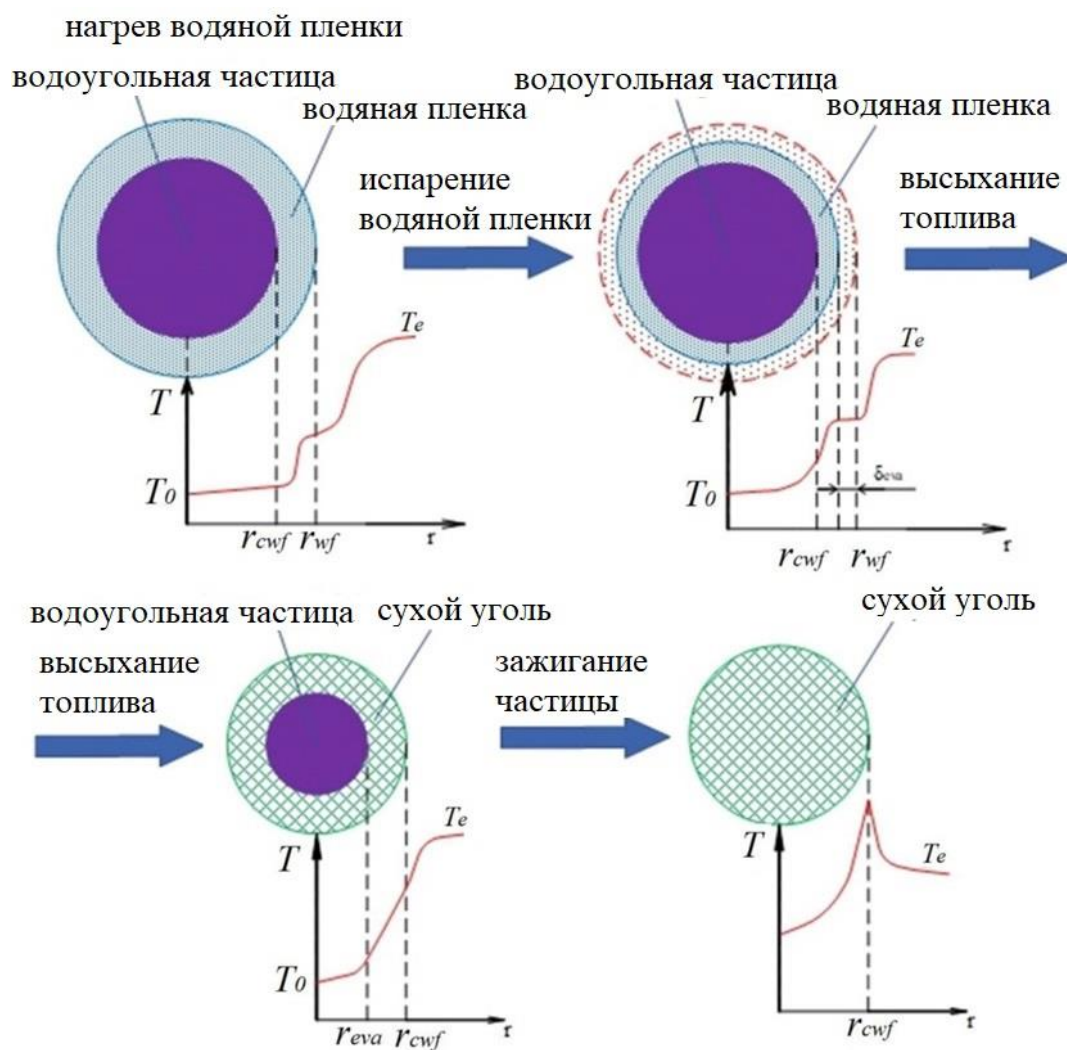 нагрев водяной пленки
водоугольная частица
водяная пленка
T
Te
T0
rcwf
rwf
r
испарение
водяной пленки
водоугольная частица
водяная пленка
T
Te
T0
δeva
rcwf
rwf
r
высыхание
топлива
высыхание
топлива
водоугольная частица
сухой уголь
T
Te
T0
reva
rcwf
r
зажигание
частицы
сухой уголь
T
Te
rcwf
r